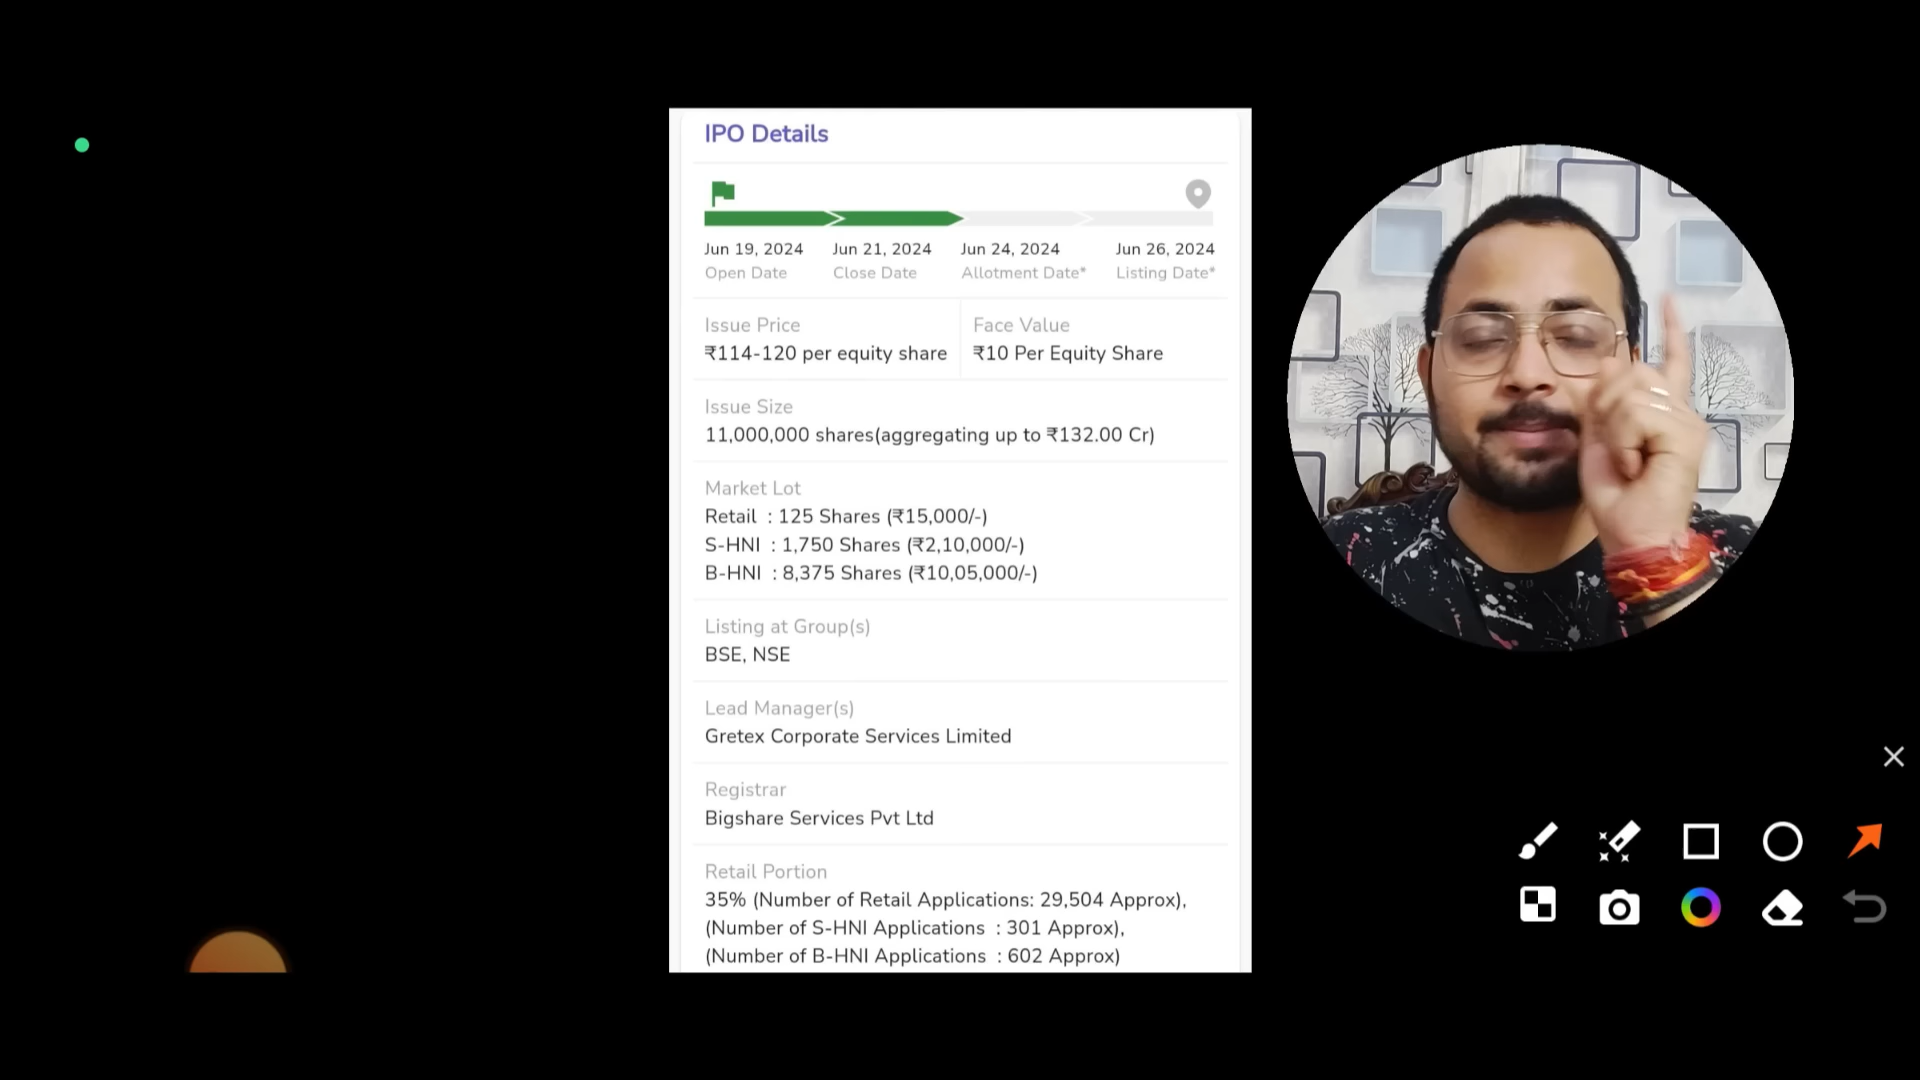 IPO Details
Jun 19, 2024 Jun 21, 2024 Jun 24, 2024 Jun 26, 2024
Open Date Close Date Allotment Date* Listing Date*
Issue Price Face Value
₹114-120 per equity share ₹10 Per Equity Share
Issue Size
11,000,000 shares(aggregating up to ₹132.00 Cr)
Market Lot
Retail : 125 Shares (₹15,000/-)
S-HNI : 1,750 Shares (₹2,10,000/-)
B-HNI : 8,375 Shares (₹10,05,000/-)
Listing at Group(s)
BSE, NSE
Lead Manager(s)
Gretex Corporate Services Limited
Registrar
Bigshare Services Pvt Ltd
Retail Portion
35% (Number of Retail Applications: 29,504 Approx),
(Number of S-HNI Applications : 301 Approx),
(Number of B-HNI Applications : 602 Approx)